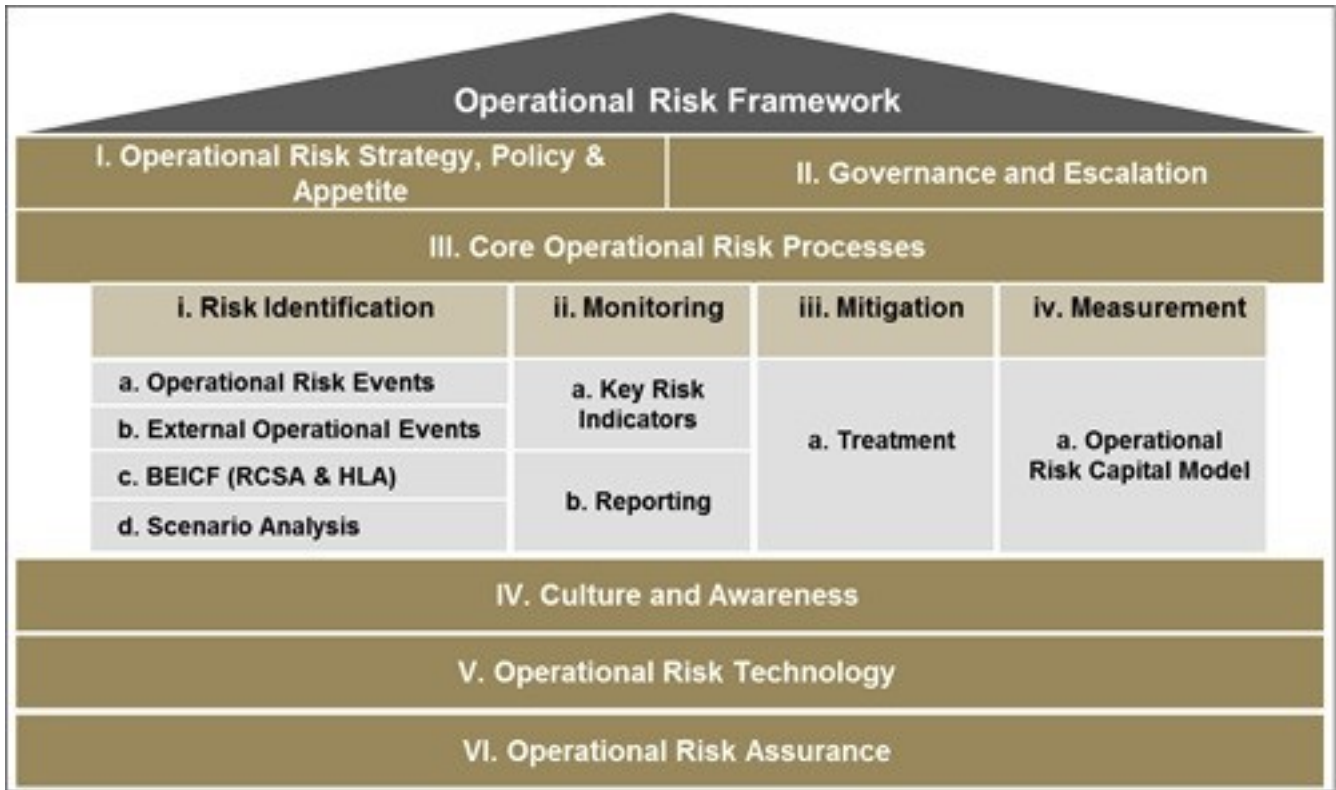 Operational Risk Framework
I. Operational Risk Strategy, Policy &
Appetite
II. Governance and Escalation
III. Core Operational Risk Processes
i. Risk Identification
ii. Monitoring
iii. Mitigation
iv. Measurement
a. Operational Risk Events
b. External Operational Events
c. BEICF (RCSA & HLA)
d. Scenario Analysis
a. Key Risk
Indicators
b. Reporting
a. Treatment
a. Operational
Risk Capital Model
IV. Culture and Awareness
V. Operational Risk Technology
VI. Operational Risk Assurance